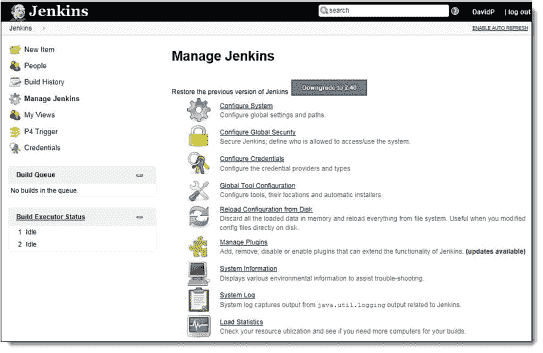 Jenkins
search
DavidP | log out
Jenkins
ENABLE AUTO REFRESH
New Item
People
Build History
Manage Jenkins
My Views
P4 Trigger
Credentials
Build Queue
No builds in the queue.
Build Executor Status
1 Idle
2 Idle
Manage Jenkins
Restore the previous version of Jenkins Downgrade to 2.46
Configure System
Configure global settings and paths.
Configure Global Security
Secure Jenkins; define who is allowed to access/use the system.
Configure Credentials
Configure the credential providers and types
Global Tool Configuration
Configure tools, their locations and automatic installers.
Reload Configuration from Disk
Discard all the loaded data in memory and reload everything from file system. Useful when you modified
config files directly on disk.
Manage Plugins
Add, remove, disable or enable plugins that can extend the functionality of Jenkins. (updates available)
System Information
Displays various environmental information to assist trouble-shooting.
System Log
System log captures output from java.util.logging output related to Jenkins.
Load Statistics
Check your resource utilization and see if you need more computers for your builds.